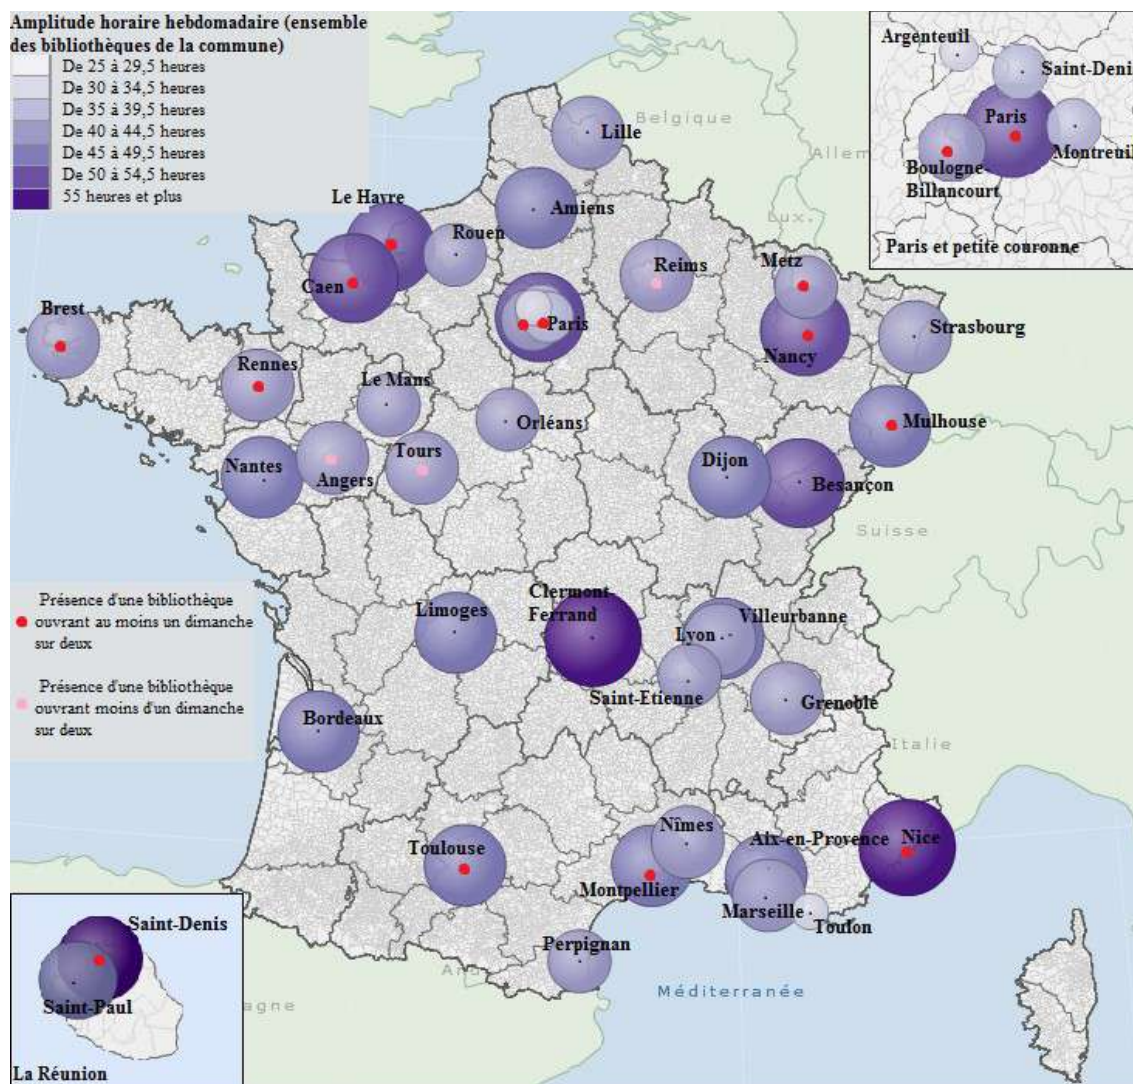 Amplitude horaire hebdomadaire (ensemble
des bibliothèques de la commune)
De 25 à 29,5 heures
De 30 à 34,5 heures
De 35 à 39,5 heures
De 40 à 44,5 heures
De 45 à 49,5 heures
De 50 à 54,5 heures
55 heures et plus
Argenteuil
Saint-Denis
Paris
Montreuil
Boulogne-
Billancourt
Paris et petite couronne
Belgique
Allem
Lux.
Lille
Le Havre
Amiens
Rouen
Caen
Reims
Metz
Brest
Paris
Nancy
Strasbourg
Rennes
Le Mans
Orléans
Mulhouse
Nantes
Angers
Tours
Dijon
Besançon
Suisse
Présence d'une bibliothèque
ouvrant au moins un dimanche
sur deux
Présence d'une bibliothèque
ouvrant moins d'un dimanche
sur deux
Limoges
Clermont-
Ferrand
Villeurbanne
Lyon
Saint-Etienne
Grenoble
Bordeaux
Italie
Nîmes
Aix-en-Provence
Nice
Toulouse
Montpellier
Marseille
Toulon
Perpignan
Méditerranée
An
agne
Saint-Denis
Saint-Paul
La Réunion